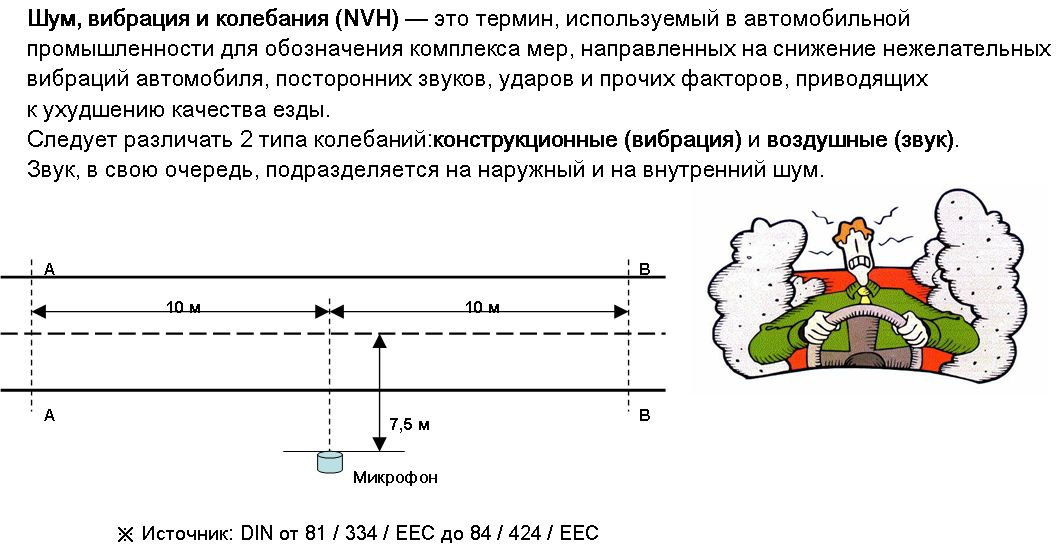 Шум, вибрация и колебания (NVH) — это термин, используемый в автомобильной
промышленности для обозначения комплекса мер, направленных на снижение нежелательных
вибраций автомобиля, посторонних звуков, ударов и прочих факторов, приводящих
к ухудшению качества езды.
Следует различать 2 типа колебаний:конструкционные (вибрация) и воздушные (звук).
Звук, в свою очередь, подразделяется на наружный и на внутренний шум.
A
B
10 м
10 м
A
B
7,5 м
Микрофон
※ Источник: DIN от 81 / 334 / EEC до 84 / 424 / EEC